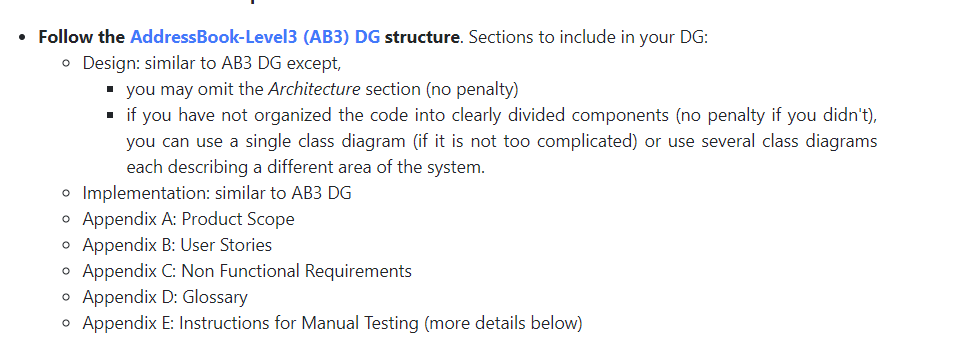 • Follow the AddressBook-Level3 (AB3) DG structure. Sections to include in your DG:
◦ Design: similar to AB3 DG except,
▪ you may omit the Architecture section (no penalty)
▪ if you have not organized the code into clearly divided components (no penalty if you didn't),
you can use a single class diagram (if it is not too complicated) or use several class diagrams
each describing a different area of the system.
◦ Implementation: similar to AB3 DG
◦ Appendix A: Product Scope
◦ Appendix B: User Stories
◦ Appendix C: Non Functional Requirements
◦ Appendix D: Glossary
◦ Appendix E: Instructions for Manual Testing (more details below)